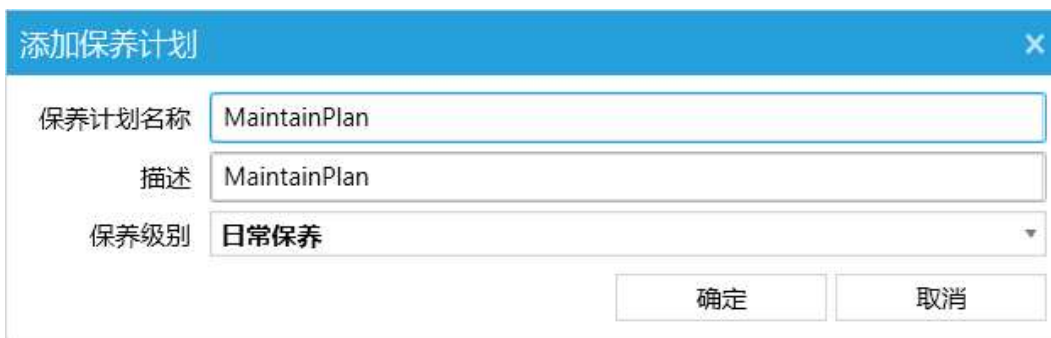 添加保养计划 ×
保养计划名称 MaintainPlan
描述 MaintainPlan
保养级别 日常保养
确定 取消